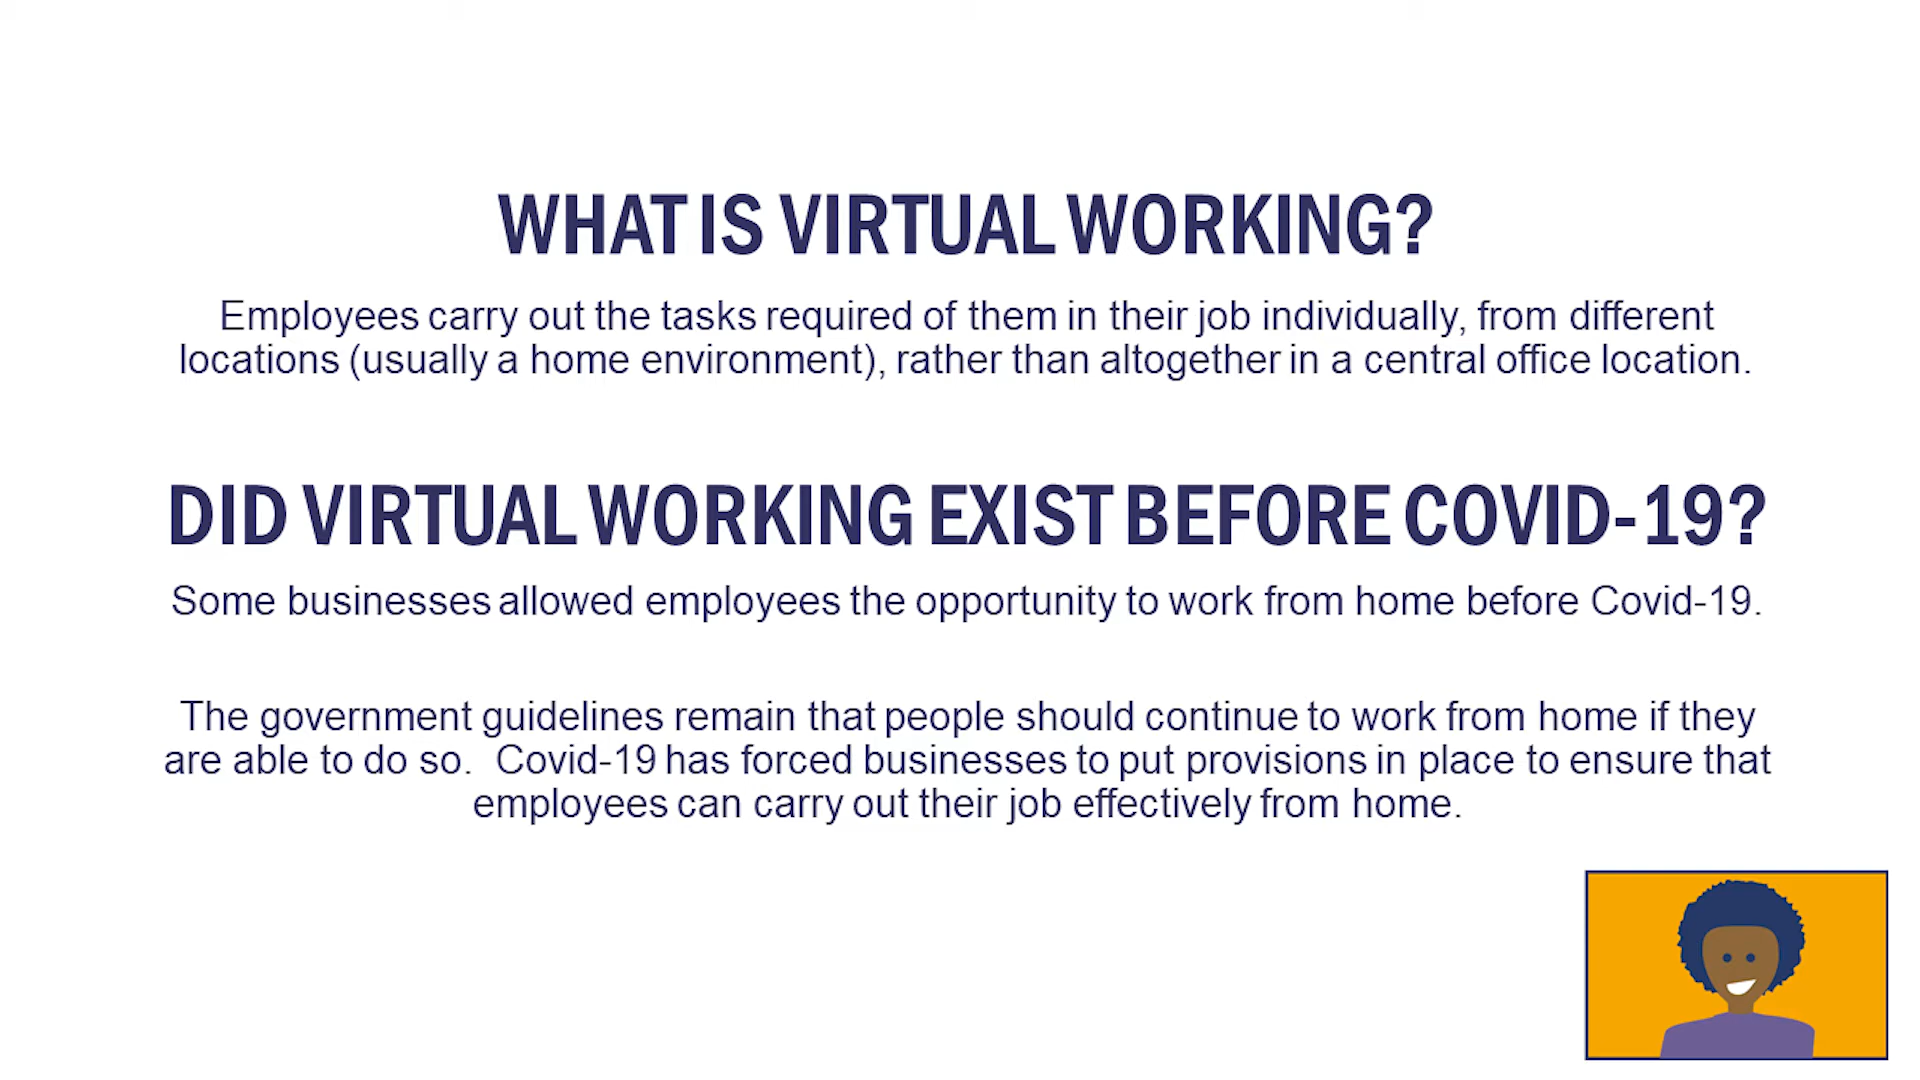 WHAT IS VIRTUAL WORKING?
Employees carry out the tasks required of them in their job individually, from different
locations (usually a home environment), rather than altogether in a central office location.
DID VIRTUAL WORKING EXIST BEFORE COVID-19?
Some businesses allowed employees the opportunity to work from home before Covid-19.
The government guidelines remain that people should continue to work from home if they
are able to do so.  Covid-19 has forced businesses to put provisions in place to ensure that
employees can carry out their job effectively from home.